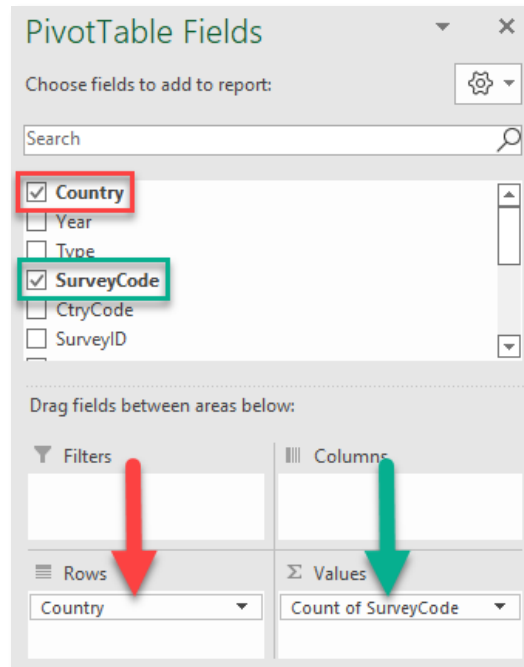 PivotTable Fields
Choose fields to add to report:
Search
Country
Year
Type
SurveyCode
CtryCode
SurveyID
Drag fields between areas below:
Filters
Columns
Rows
Σ Values
Country
Count of SurveyCode